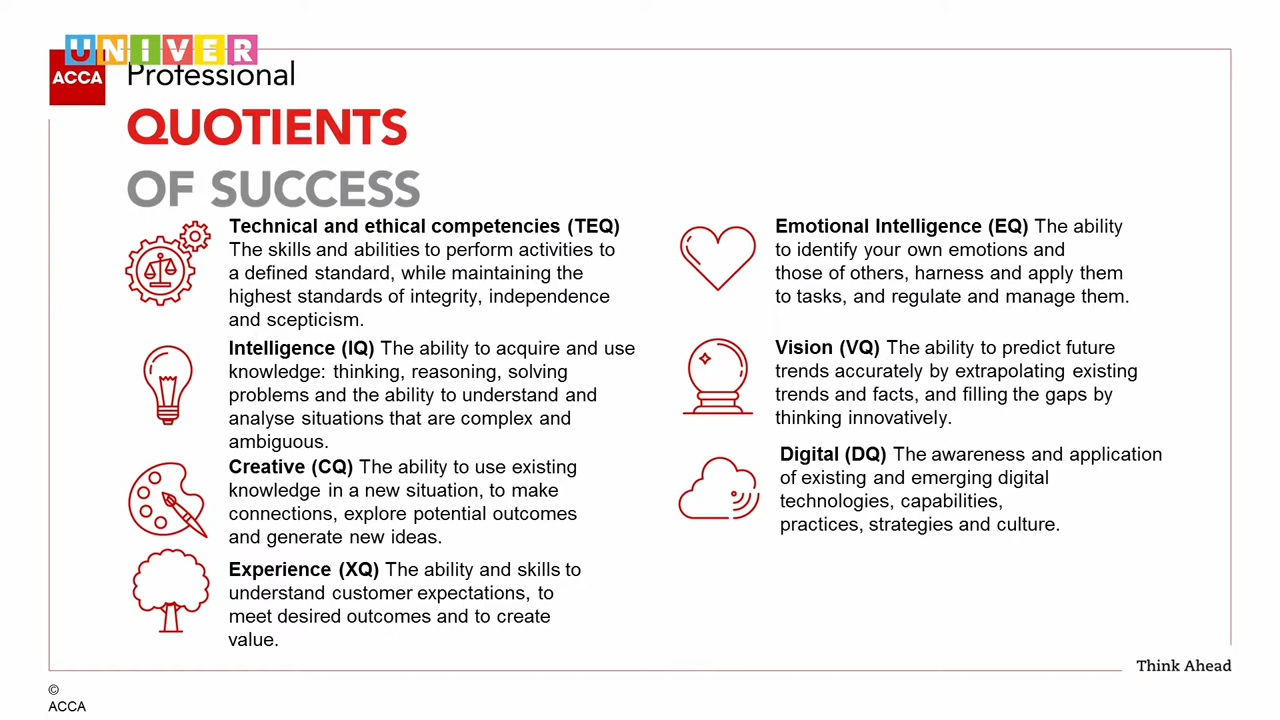 UNIVER
ACCA
Professional
QUOTIENTS
OF SUCCESS
Technical and ethical competencies (TEQ)
The skills and abilities to perform activities to
a defined standard, while maintaining the
highest standards of integrity, independence
and scepticism.
Intelligence (IQ) The ability to acquire and use
knowledge: thinking, reasoning, solving
problems and the ability to understand and
analyse situations that are complex and
ambiguous.
Creative (CQ) The ability to use existing
knowledge in a new situation, to make
connections, explore potential outcomes
and generate new ideas.
Experience (XQ) The ability and skills to
understand customer expectations, to
meet desired outcomes and to create
value.
Emotional Intelligence (EQ) The ability
to identify your own emotions and
those of others, harness and apply them
to tasks, and regulate and manage them.
Vision (VQ) The ability to predict future
trends accurately by extrapolating existing
trends and facts, and filling the gaps by
thinking innovatively.
Digital (DQ) The awareness and application
of existing and emerging digital
technologies, capabilities,
practices, strategies and culture.
Think Ahead
©
ACCA